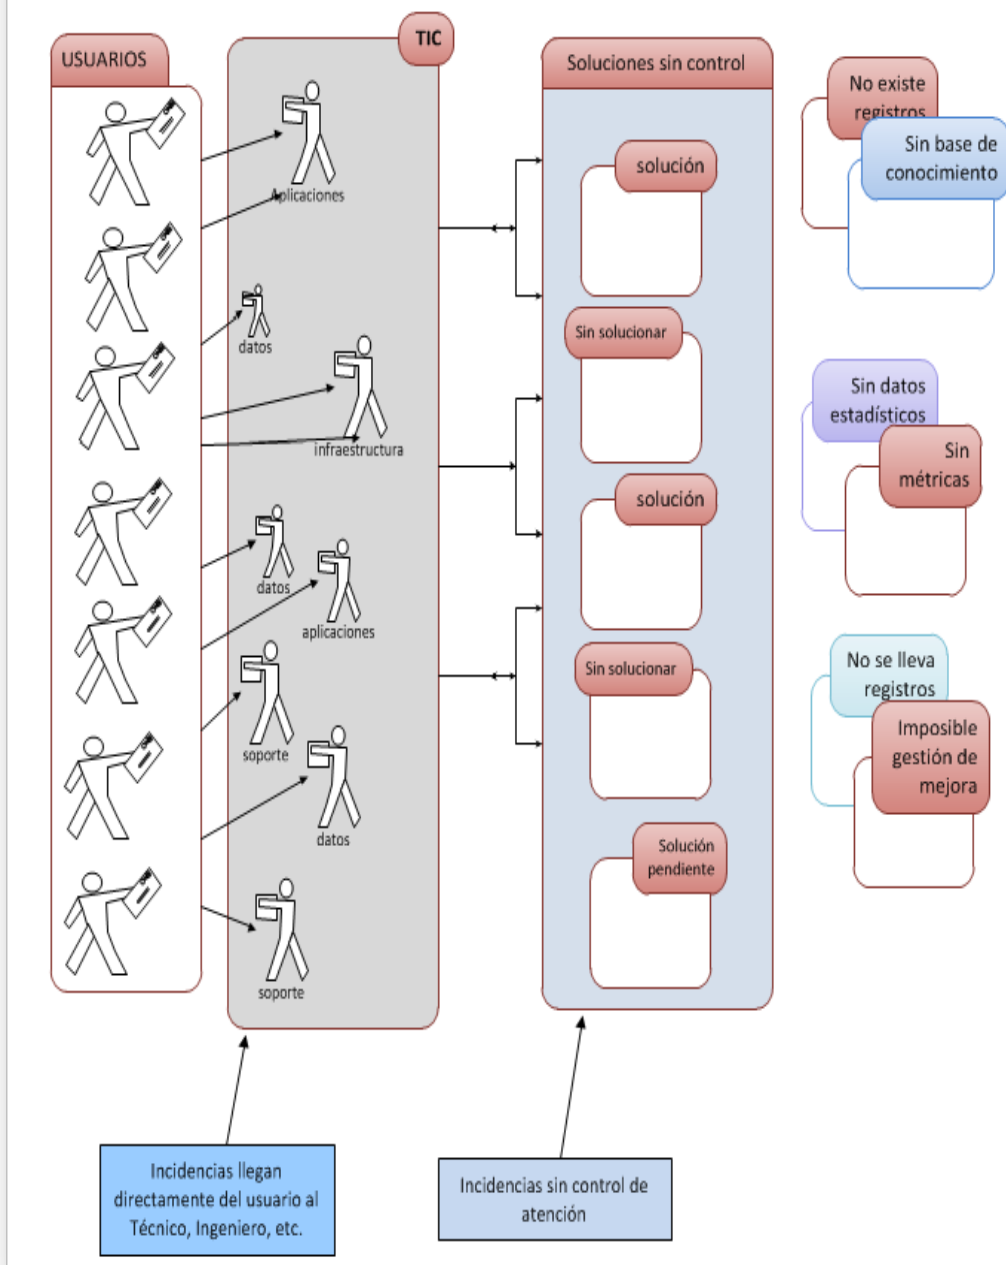 USUARIOS
TIC
Aplicaciones
datos
infraestructura
datos
aplicaciones
soporte
datos
soporte
Soluciones sin control
solución
Sin solucionar
solución
Sin solucionar
Solución
pendiente
No existe
registros
Sin base de
conocimiento
Sin datos
estadísticos
Sin
métricas
No se lleva
registros
Imposible
gestión de
mejora
Incidencias llegan
directamente del usuario al
Técnico, Ingeniero, etc.
Incidencias sin control de
atención